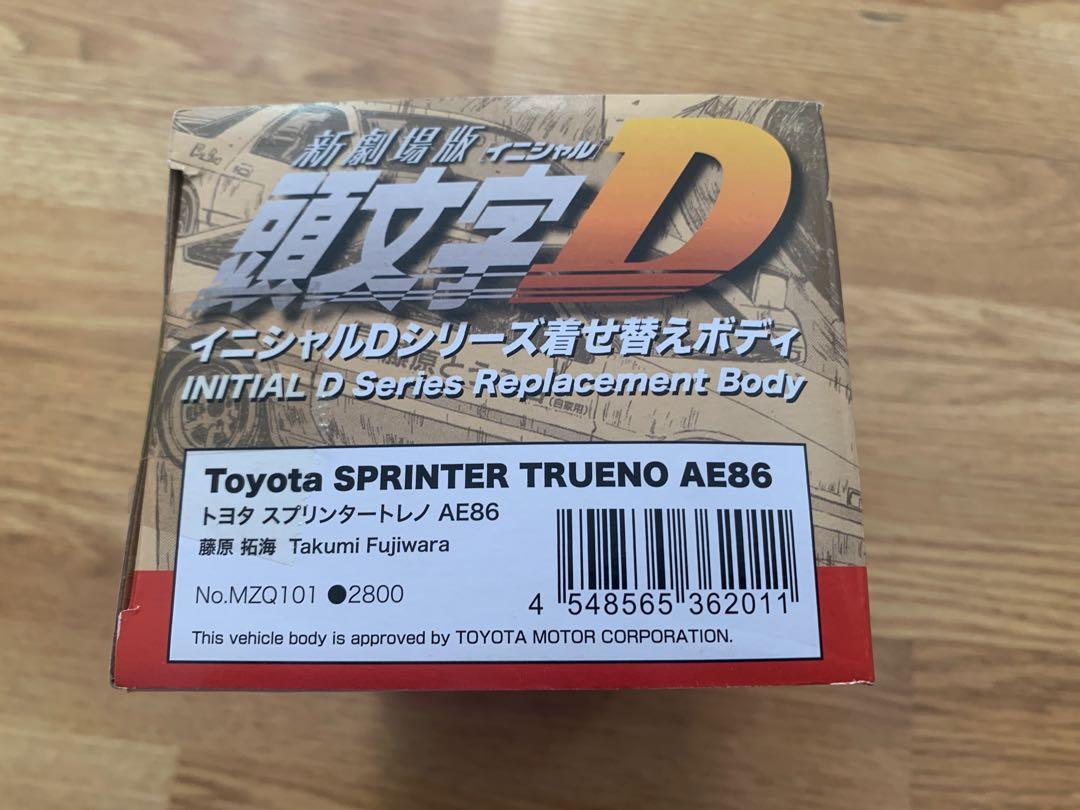 新劇場版 イニシャル
頭文字D
イニシャルDシリーズ着せ替えボディ
INITIAL D Series Replacement Body
(自家用)
Toyota SPRINTER TRUENO AE86
トヨタ スプリンタートレノ AE86
藤原 拓海 Takumi Fujiwara
No.MZQ101 ●2800
4 548565 362011
This vehicle body is approved by TOYOTA MOTOR CORPORATION.